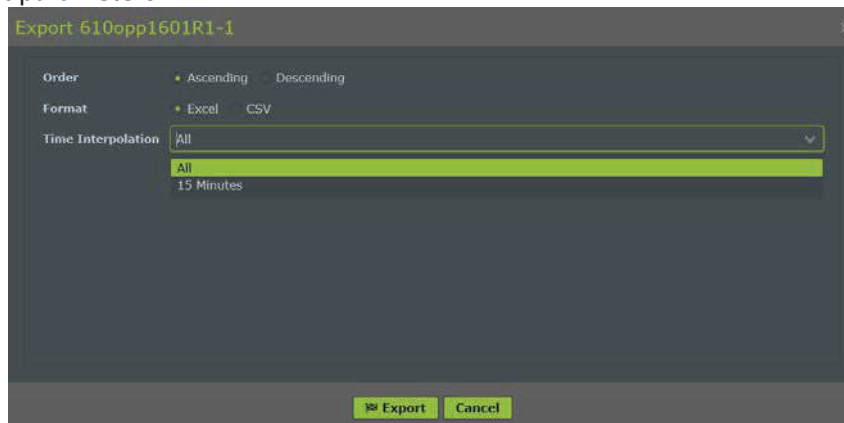 Export 610opp1601R1-1
Order Ascending Descending
Format Excel CSV
Time Interpolation All
All
15 Minutes
Export Cancel